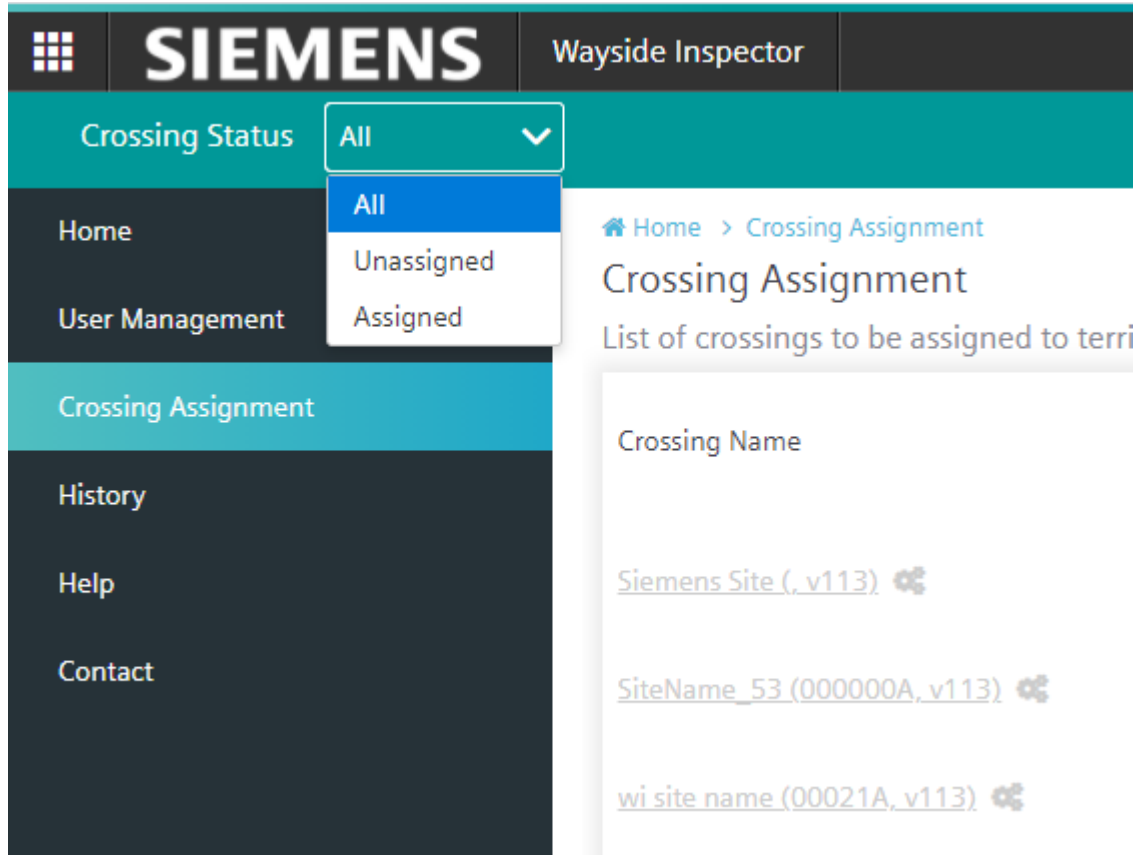 SIEMENS
Wayside Inspector
Crossing Status
All
All
Unassigned
Assigned
Home
User Management
Crossing Assignment
History
Help
Contact
Home > Crossing Assignment
Crossing Assignment
List of crossings to be assigned to terri
Crossing Name
Siemens Site (, v113)
SiteName_53 (000000A, v113)
wi site name (00021A, v113)